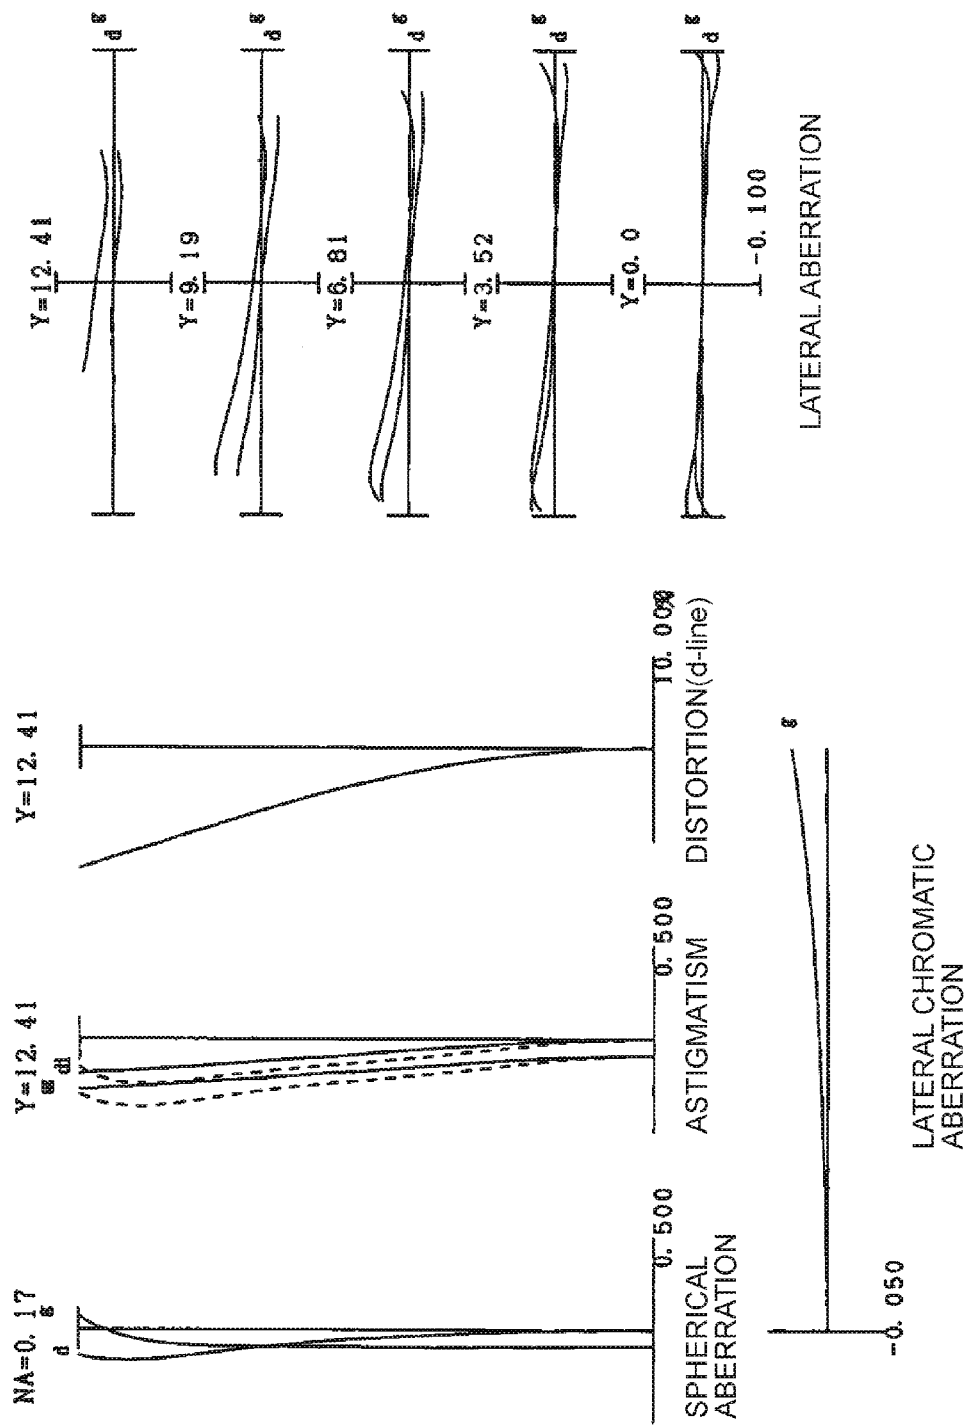 NA=0. 17
d g
0. 500
SPHERICAL
ABERRATION
Y=12. 41
g d
0. 500
ASTIGMATISM
Y=12. 41
10. 00%
DISTORTION(d-line)
Y=12. 41
d g
Y=9. 19
d g
Y=6. 81
d g
Y=3. 52
d g
Y=0. 0
d g
-0. 100
LATERAL ABERRATION
g
-0. 050
LATERAL CHROMATIC
ABERRATION